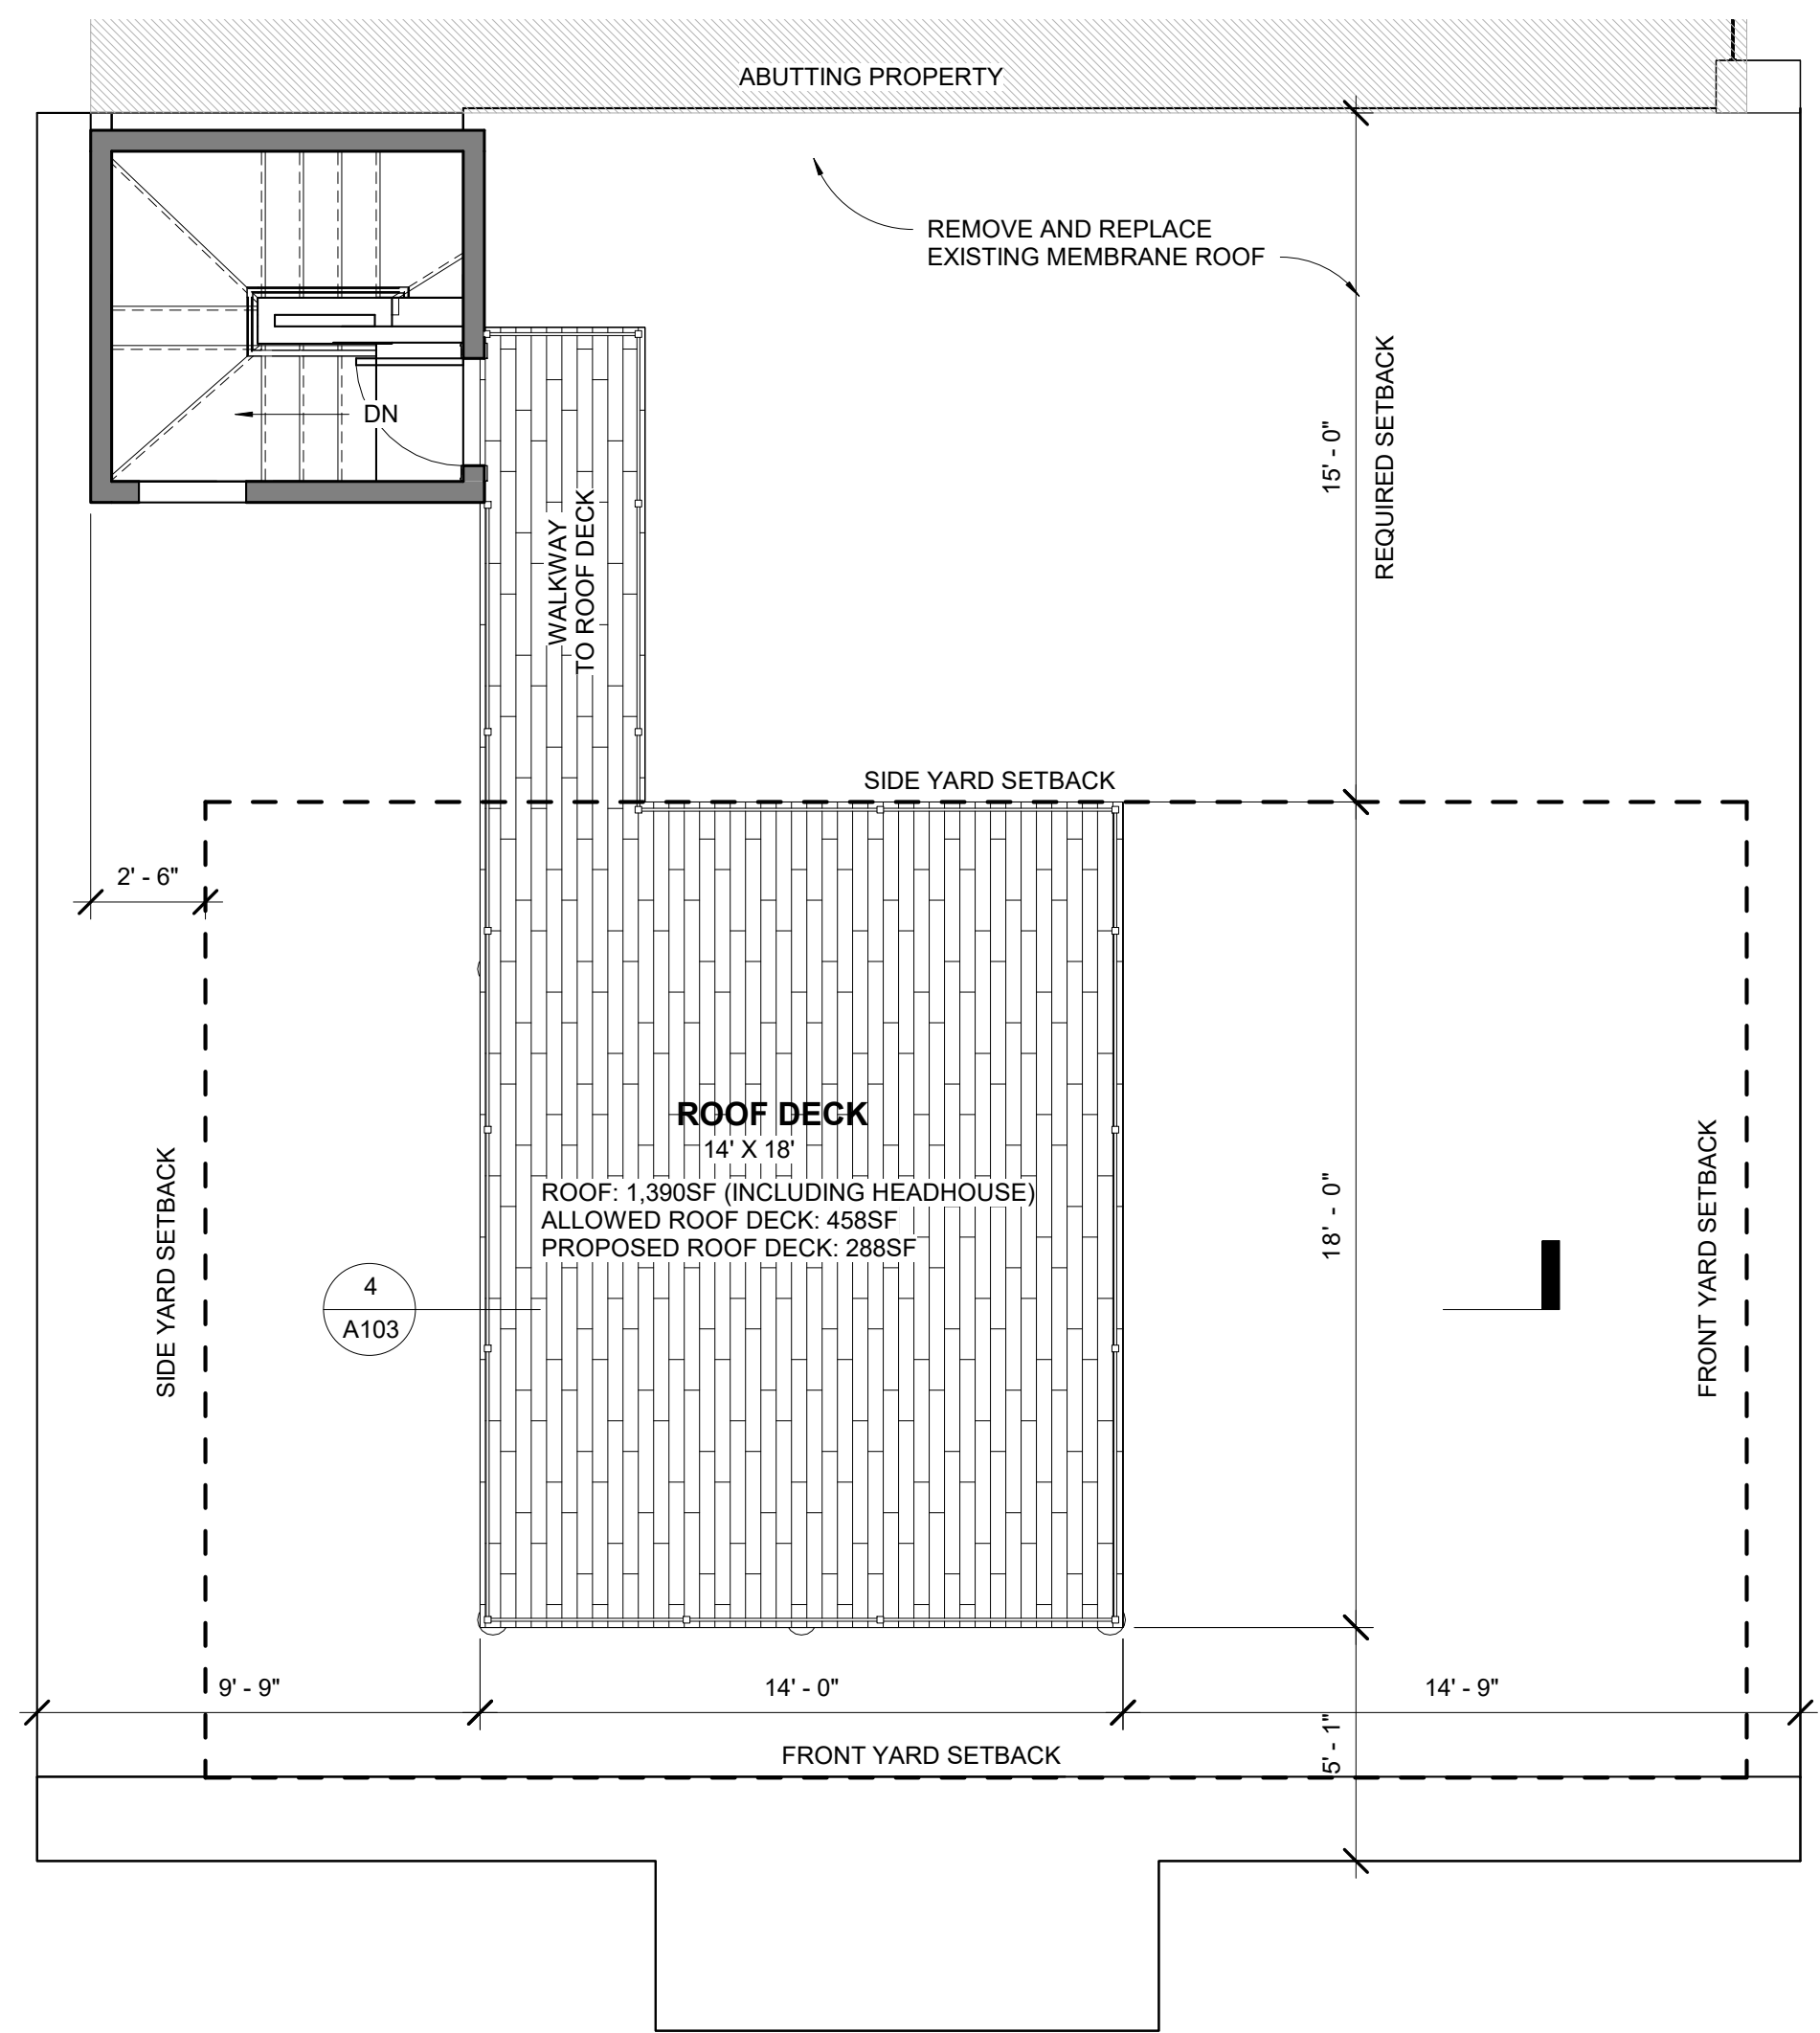 ABUTTING PROPERTY
REMOVE AND REPLACE
EXISTING MEMBRANE ROOF
DN
15' - 0"
REQUIRED SETBACK
WALKWAY
TO ROOF DECK
SIDE YARD SETBACK
2' - 6"
ROOF DECK
14' X 18'
ROOF: 1,390SF (INCLUDING HEADHOUSE)
ALLOWED ROOF DECK: 458SF
PROPOSED ROOF DECK: 288SF
SIDE YARD SETBACK
4
A103
18' - 0"
FRONT YARD SETBACK
9' - 9"
14' - 0"
14' - 9"
5' - 1"
FRONT YARD SETBACK